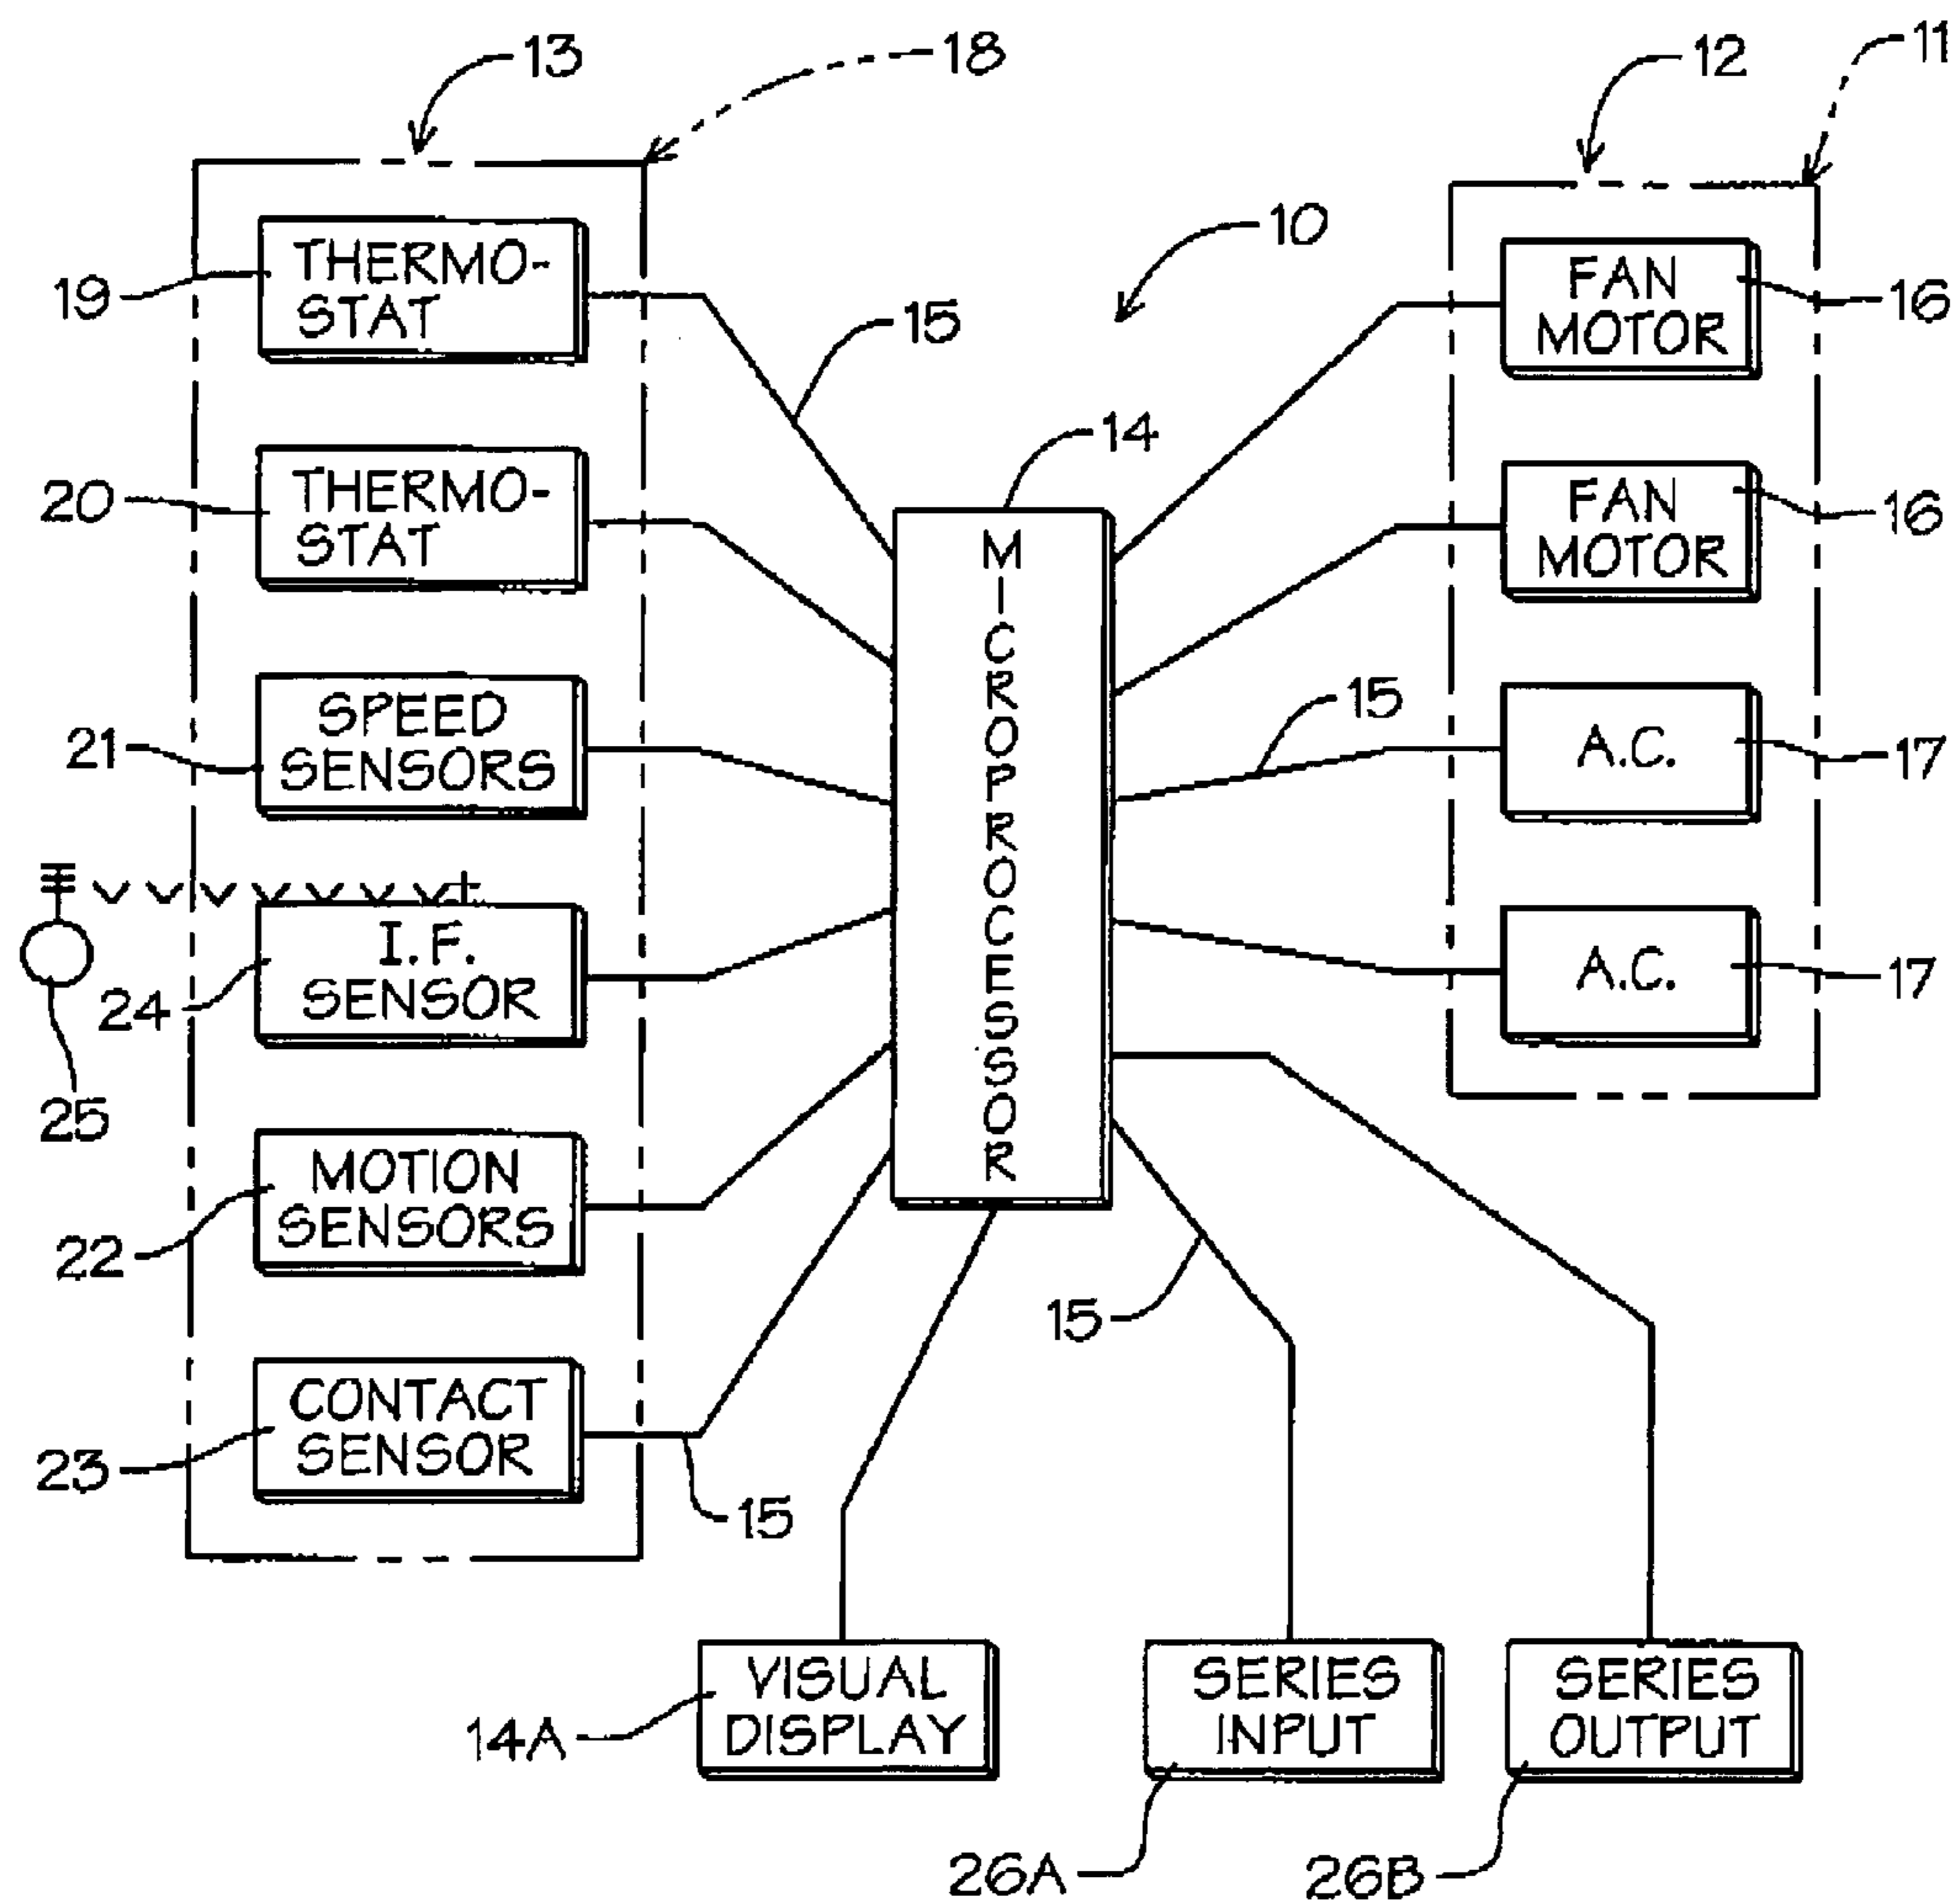 13
18
12
11
10
THERMO-
STAT
19
15
FAN
MOTOR
16
14
THERMO-
STAT
20
FAN
MOTOR
16
MICROPROCESSOR
SPEED
SENSORS
21
15
A.C.
17
I.F.
SENSOR
24
25
A.C.
17
MOTION
SENSORS
22
15
CONTACT
SENSOR
23
15
VISUAL
DISPLAY
14A
SERIES
INPUT
26A
SERIES
OUTPUT
26B